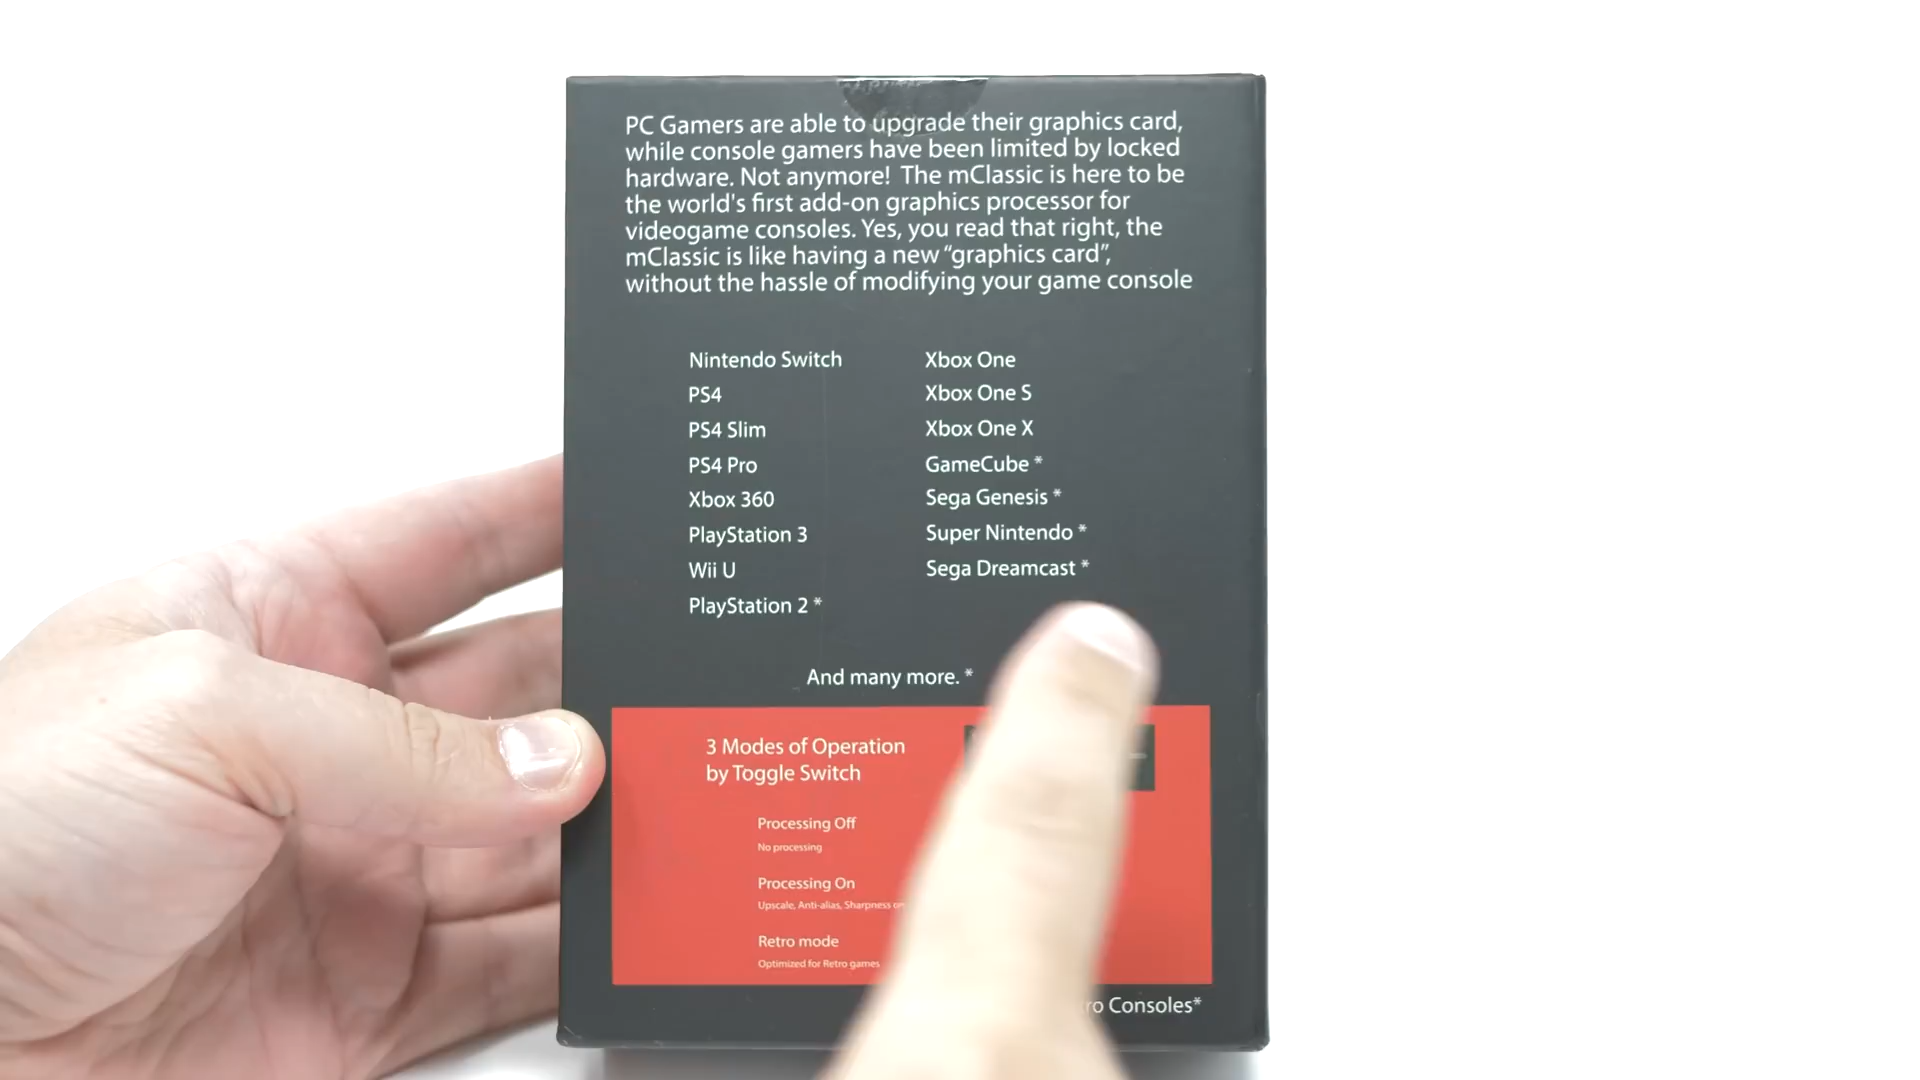 PC Gamers are able to upgrade their graphics card,
while console gamers have been limited by locked
hardware. Not anymore! The mClassic is here to be
the world's first add-on graphics processor for
videogame consoles. Yes, you read that right, the
mClassic is like having a new “graphics card”,
without the hassle of modifying your game console
Nintendo Switch
PS4
PS4 Slim
PS4 Pro
Xbox 360
PlayStation 3
Wii U
PlayStation 2 *
Xbox One
Xbox One S
Xbox One X
GameCube *
Sega Genesis *
Super Nintendo *
Sega Dreamcast *
And many more. *
3 Modes of Operation
by Toggle Switch
Processing Off
No processing
Processing On
Upscale, Anti-alias, Sharpness
Retro mode
Optimized for Retro games
Consoles*